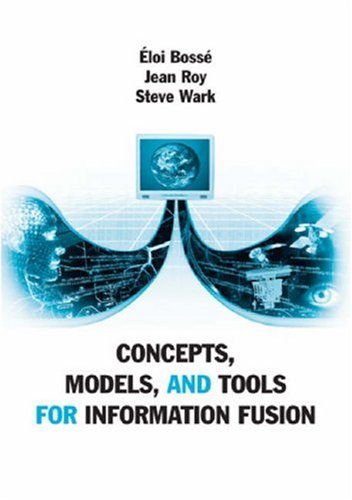 Éloi Bossé
Jean Roy
Steve Wark
CONCEPTS,
MODELS, AND TOOLS
FOR INFORMATION FUSION